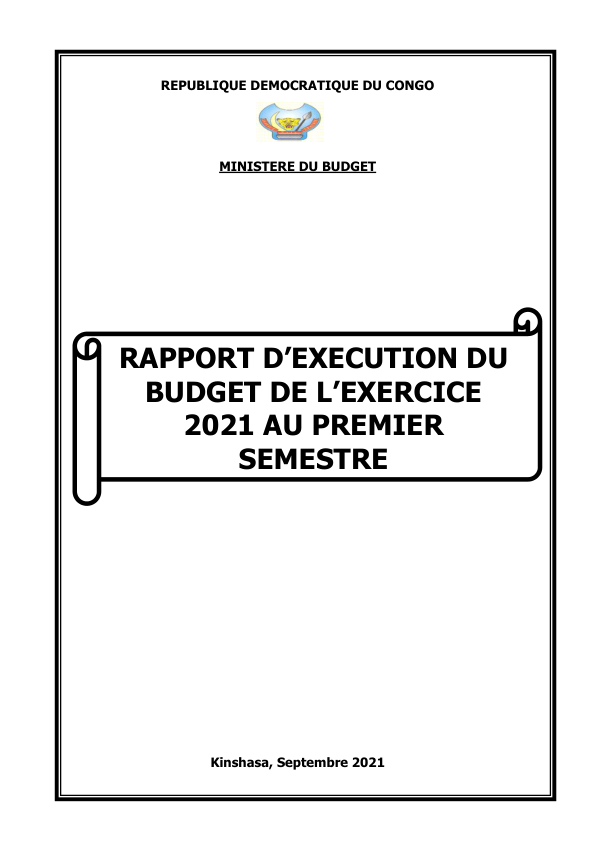 REPUBLIQUE DEMOCRATIQUE DU CONGO
MINISTERE DU BUDGET
RAPPORT D’EXECUTION DU
BUDGET DE L’EXERCICE
2021 AU PREMIER
SEMESTRE
Kinshasa, Septembre 2021